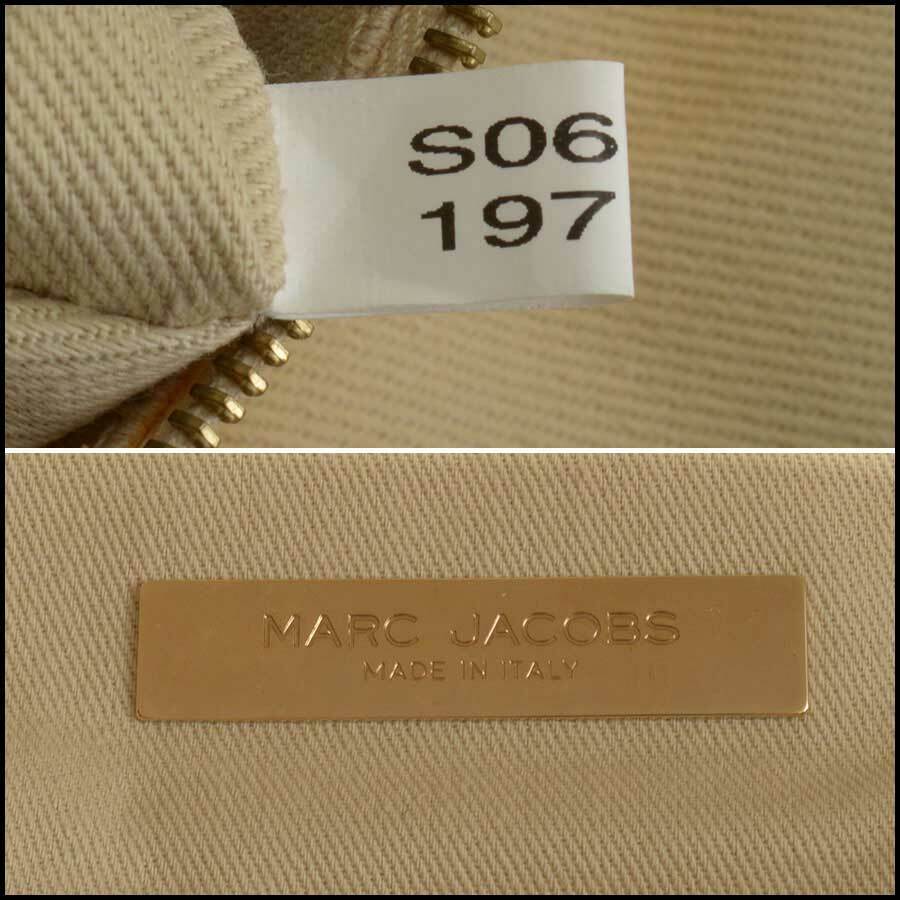 S06
197
MARC JACOBS
MADE IN ITALY